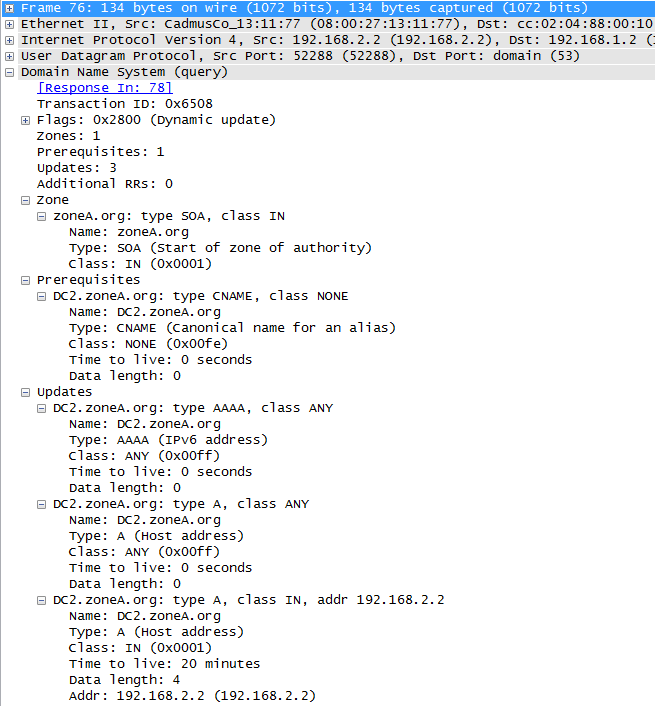 Frame 76: 134 bytes on wire (1072 bits), 134 bytes captured (1072 bits)
Ethernet II, Src: CadmusCo_13:11:77 (08:00:27:13:11:77), Dst: cc:02:04:88:00:10
Internet Protocol Version 4, Src: 192.168.2.2 (192.168.2.2), Dst: 192.168.1.2 (
User Datagram Protocol, Src Port: 52288 (52288), Dst Port: domain (53)
Domain Name System (query)
[Response In: 78]
Transaction ID: 0x6508
Flags: 0x2800 (Dynamic update)
Zones: 1
Prerequisites: 1
Updates: 3
Additional RRs: 0
Zone
zoneA.org: type SOA, class IN
Name: zoneA.org
Type: SOA (Start of zone of authority)
Class: IN (0x0001)
Prerequisites
DC2.zoneA.org: type CNAME, class NONE
Name: DC2.zoneA.org
Type: CNAME (Canonical name for an alias)
Class: NONE (0x00fe)
Time to live: 0 seconds
Data length: 0
Updates
DC2.zoneA.org: type AAAA, class ANY
Name: DC2.zoneA.org
Type: AAAA (IPv6 address)
Class: ANY (0x00ff)
Time to live: 0 seconds
Data length: 0
DC2.zoneA.org: type A, class ANY
Name: DC2.zoneA.org
Type: A (Host address)
Class: ANY (0x00ff)
Time to live: 0 seconds
Data length: 0
DC2.zoneA.org: type A, class IN, addr 192.168.2.2
Name: DC2.zoneA.org
Type: A (Host address)
Class: IN (0x0001)
Time to live: 20 minutes
Data length: 4
Addr: 192.168.2.2 (192.168.2.2)